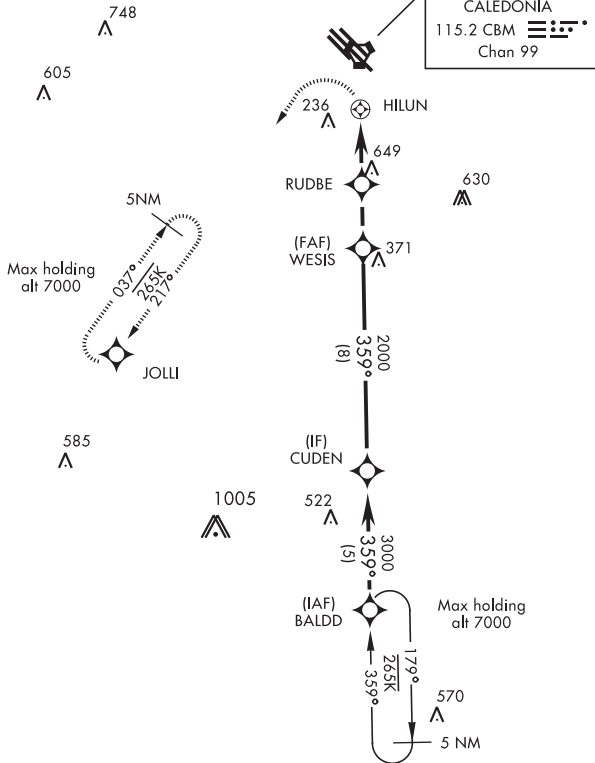 CALEDONIA
115.2 CBM
Chan 99
748
605
236
HILUN
649
RUDBE
630
5NM
(FAF)
WESIS
371
Max holding
alt 7000
037°
265K
217°
JOLLI
2000
359°
(8)
585
(IF)
CUDEN
1005
522
3000
359°
(5)
(IAF)
BALDD
Max holding
alt 7000
179°
265K
359°
570
5 NM